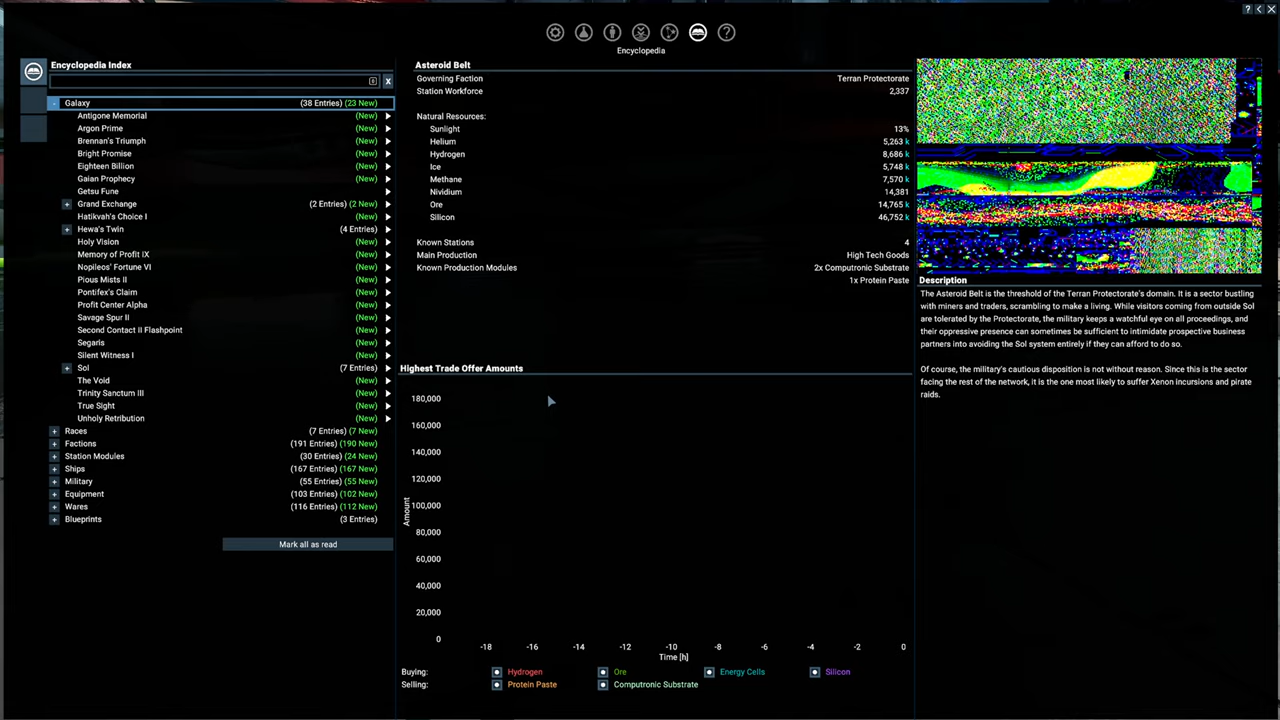 Encyclopedia
Encyclopedia Index
Galaxy (38 Entries) (23 New)
Antigone Memorial (New)
Argon Prime (New)
Brennan's Triumph (New)
Bright Promise (New)
Eighteen Billion (New)
Gaian Prophecy (New)
Getsu Fune (New)
Grand Exchange (2 Entries) (2 New)
Hatikvah's Choice I (New)
Hewa's Twin (4 Entries)
Holy Vision (New)
Memory of Profit IX (New)
Nopileos' Fortune VI (New)
Pious Mists II (New)
Pontifex's Claim (New)
Profit Center Alpha (New)
Savage Spur II (New)
Second Contact II Flashpoint (New)
Segaris (New)
Silent Witness I (New)
Sol (7 Entries)
The Void (New)
Trinity Sanctum III (New)
True Sight (New)
Unholy Retribution (New)
Races (7 Entries) (7 New)
Factions (191 Entries) (190 New)
Station Modules (30 Entries) (24 New)
Ships (167 Entries) (167 New)
Military (55 Entries) (55 New)
Equipment (103 Entries) (102 New)
Wares (116 Entries) (112 New)
Blueprints (3 Entries)
Mark all as read
Asteroid Belt
Governing Faction Terran Protectorate
Station Workforce 2,337
Natural Resources:
Sunlight 13%
Helium 5,263 k
Hydrogen 8,686 k
Ice 5,748 k
Methane 7,570 k
Nividium 14,381
Ore 14,765 k
Silicon 46,752 k
Known Stations 4
Main Production High Tech Goods
Known Production Modules 2x Computronic Substrate
1x Protein Paste
Highest Trade Offer Amounts
180,000
160,000
140,000
120,000
100,000
80,000
60,000
40,000
20,000
0
Amount
-18 -16 -14 -12 -10 -8 -6 -4 -2 0
Time [h]
Buying: Hydrogen Ore Energy Cells Silicon
Selling: Protein Paste Computronic Substrate
Description
The Asteroid Belt is the threshold of the Terran Protectorate's domain. It is a sector bustling
with miners and traders, scrambling to make a living. While visitors coming from outside Sol
are tolerated by the Protectorate, the military keeps a watchful eye on all proceedings, and
their oppressive presence can sometimes be sufficient to intimidate prospective business
partners into avoiding the Sol system entirely if they can afford to do so.
Of course, the military's cautious disposition is not without reason. Since this is the sector
facing the rest of the network, it is the one most likely to suffer Xenon incursions and pirate
raids.